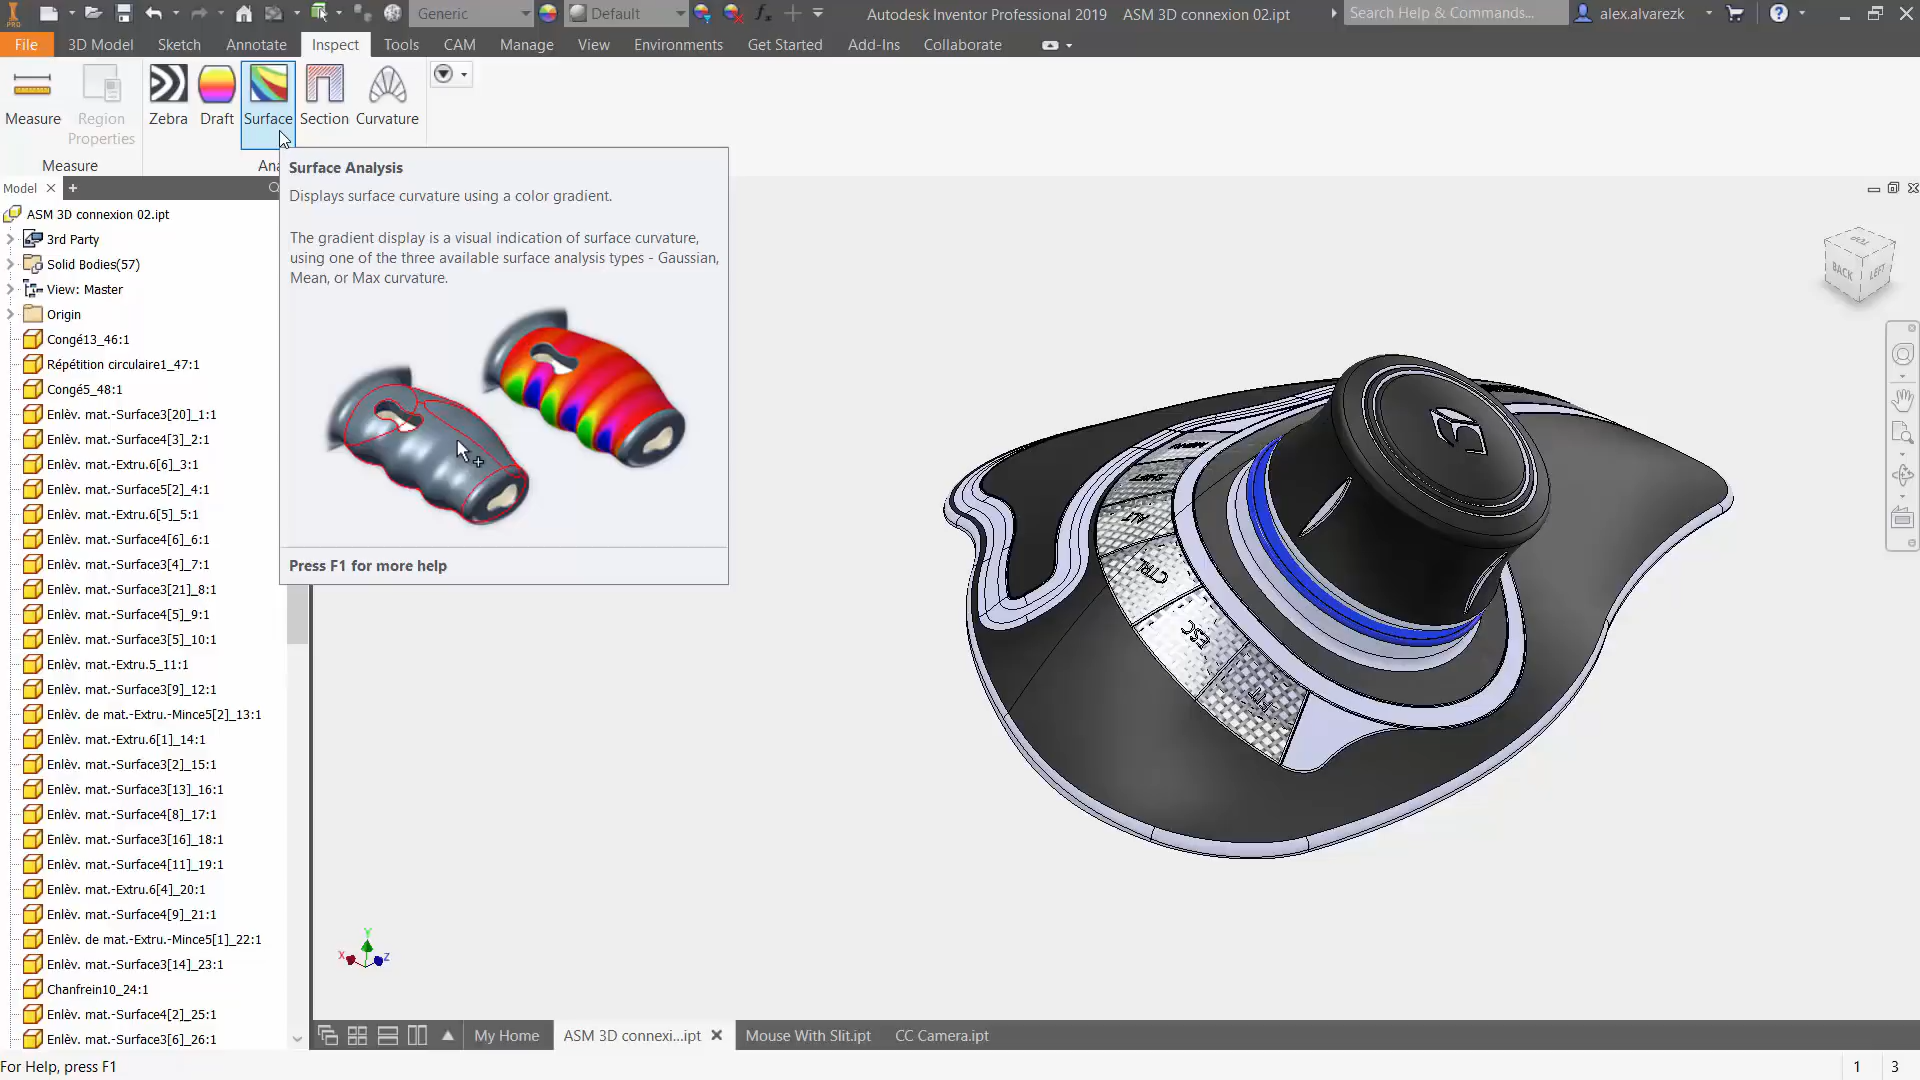 PRO
Generic
Default
Autodesk Inventor Professional 2019 ASM 3D connexion 02.ipt
Search Help & Commands...
alex.alvarezk
File
3D Model
Sketch
Annotate
Inspect
Tools
CAM
Manage
View
Environments
Get Started
Add-Ins
Collaborate
Measure
Region
Properties
Zebra
Draft
Surface
Section
Curvature
Measure
Ana
Surface Analysis
Displays surface curvature using a color gradient.
The gradient display is a visual indication of surface curvature,
using one of the three available surface analysis types - Gaussian,
Mean, or Max curvature.
Press F1 for more help
Model
ASM 3D connexion 02.ipt
3rd Party
Solid Bodies(57)
View: Master
Origin
Congé13_46:1
Répétition circulaire1_47:1
Congé5_48:1
Enlèv. mat.-Surface3[20]_1:1
Enlèv. mat.-Surface4[3]_2:1
Enlèv. mat.-Extru.6[6]_3:1
Enlèv. mat.-Surface5[2]_4:1
Enlèv. mat.-Extru.6[5]_5:1
Enlèv. mat.-Surface4[6]_6:1
Enlèv. mat.-Surface3[4]_7:1
Enlèv. mat.-Surface3[21]_8:1
Enlèv. mat.-Surface4[5]_9:1
Enlèv. mat.-Surface3[5]_10:1
Enlèv. mat.-Extru.5_11:1
Enlèv. mat.-Surface3[9]_12:1
Enlèv. de mat.-Extru.-Mince5[2]_13:1
Enlèv. mat.-Extru.6[1]_14:1
Enlèv. mat.-Surface3[2]_15:1
Enlèv. mat.-Surface3[13]_16:1
Enlèv. mat.-Surface4[8]_17:1
Enlèv. mat.-Surface3[16]_18:1
Enlèv. mat.-Surface4[11]_19:1
Enlèv. mat.-Extru.6[4]_20:1
Enlèv. mat.-Surface4[9]_21:1
Enlèv. de mat.-Extru.-Mince5[1]_22:1
Enlèv. mat.-Surface3[14]_23:1
Chanfrein10_24:1
Enlèv. mat.-Surface4[2]_25:1
Enlèv. mat.-Surface3[6]_26:1
TOP
BACK
LEFT
MENU
SHIFT
ALT
CTRL
ESC
FIT
Y
X
Z
My Home
ASM 3D connexi...ipt
Mouse With Slit.ipt
CC Camera.ipt
For Help, press F1
1
3